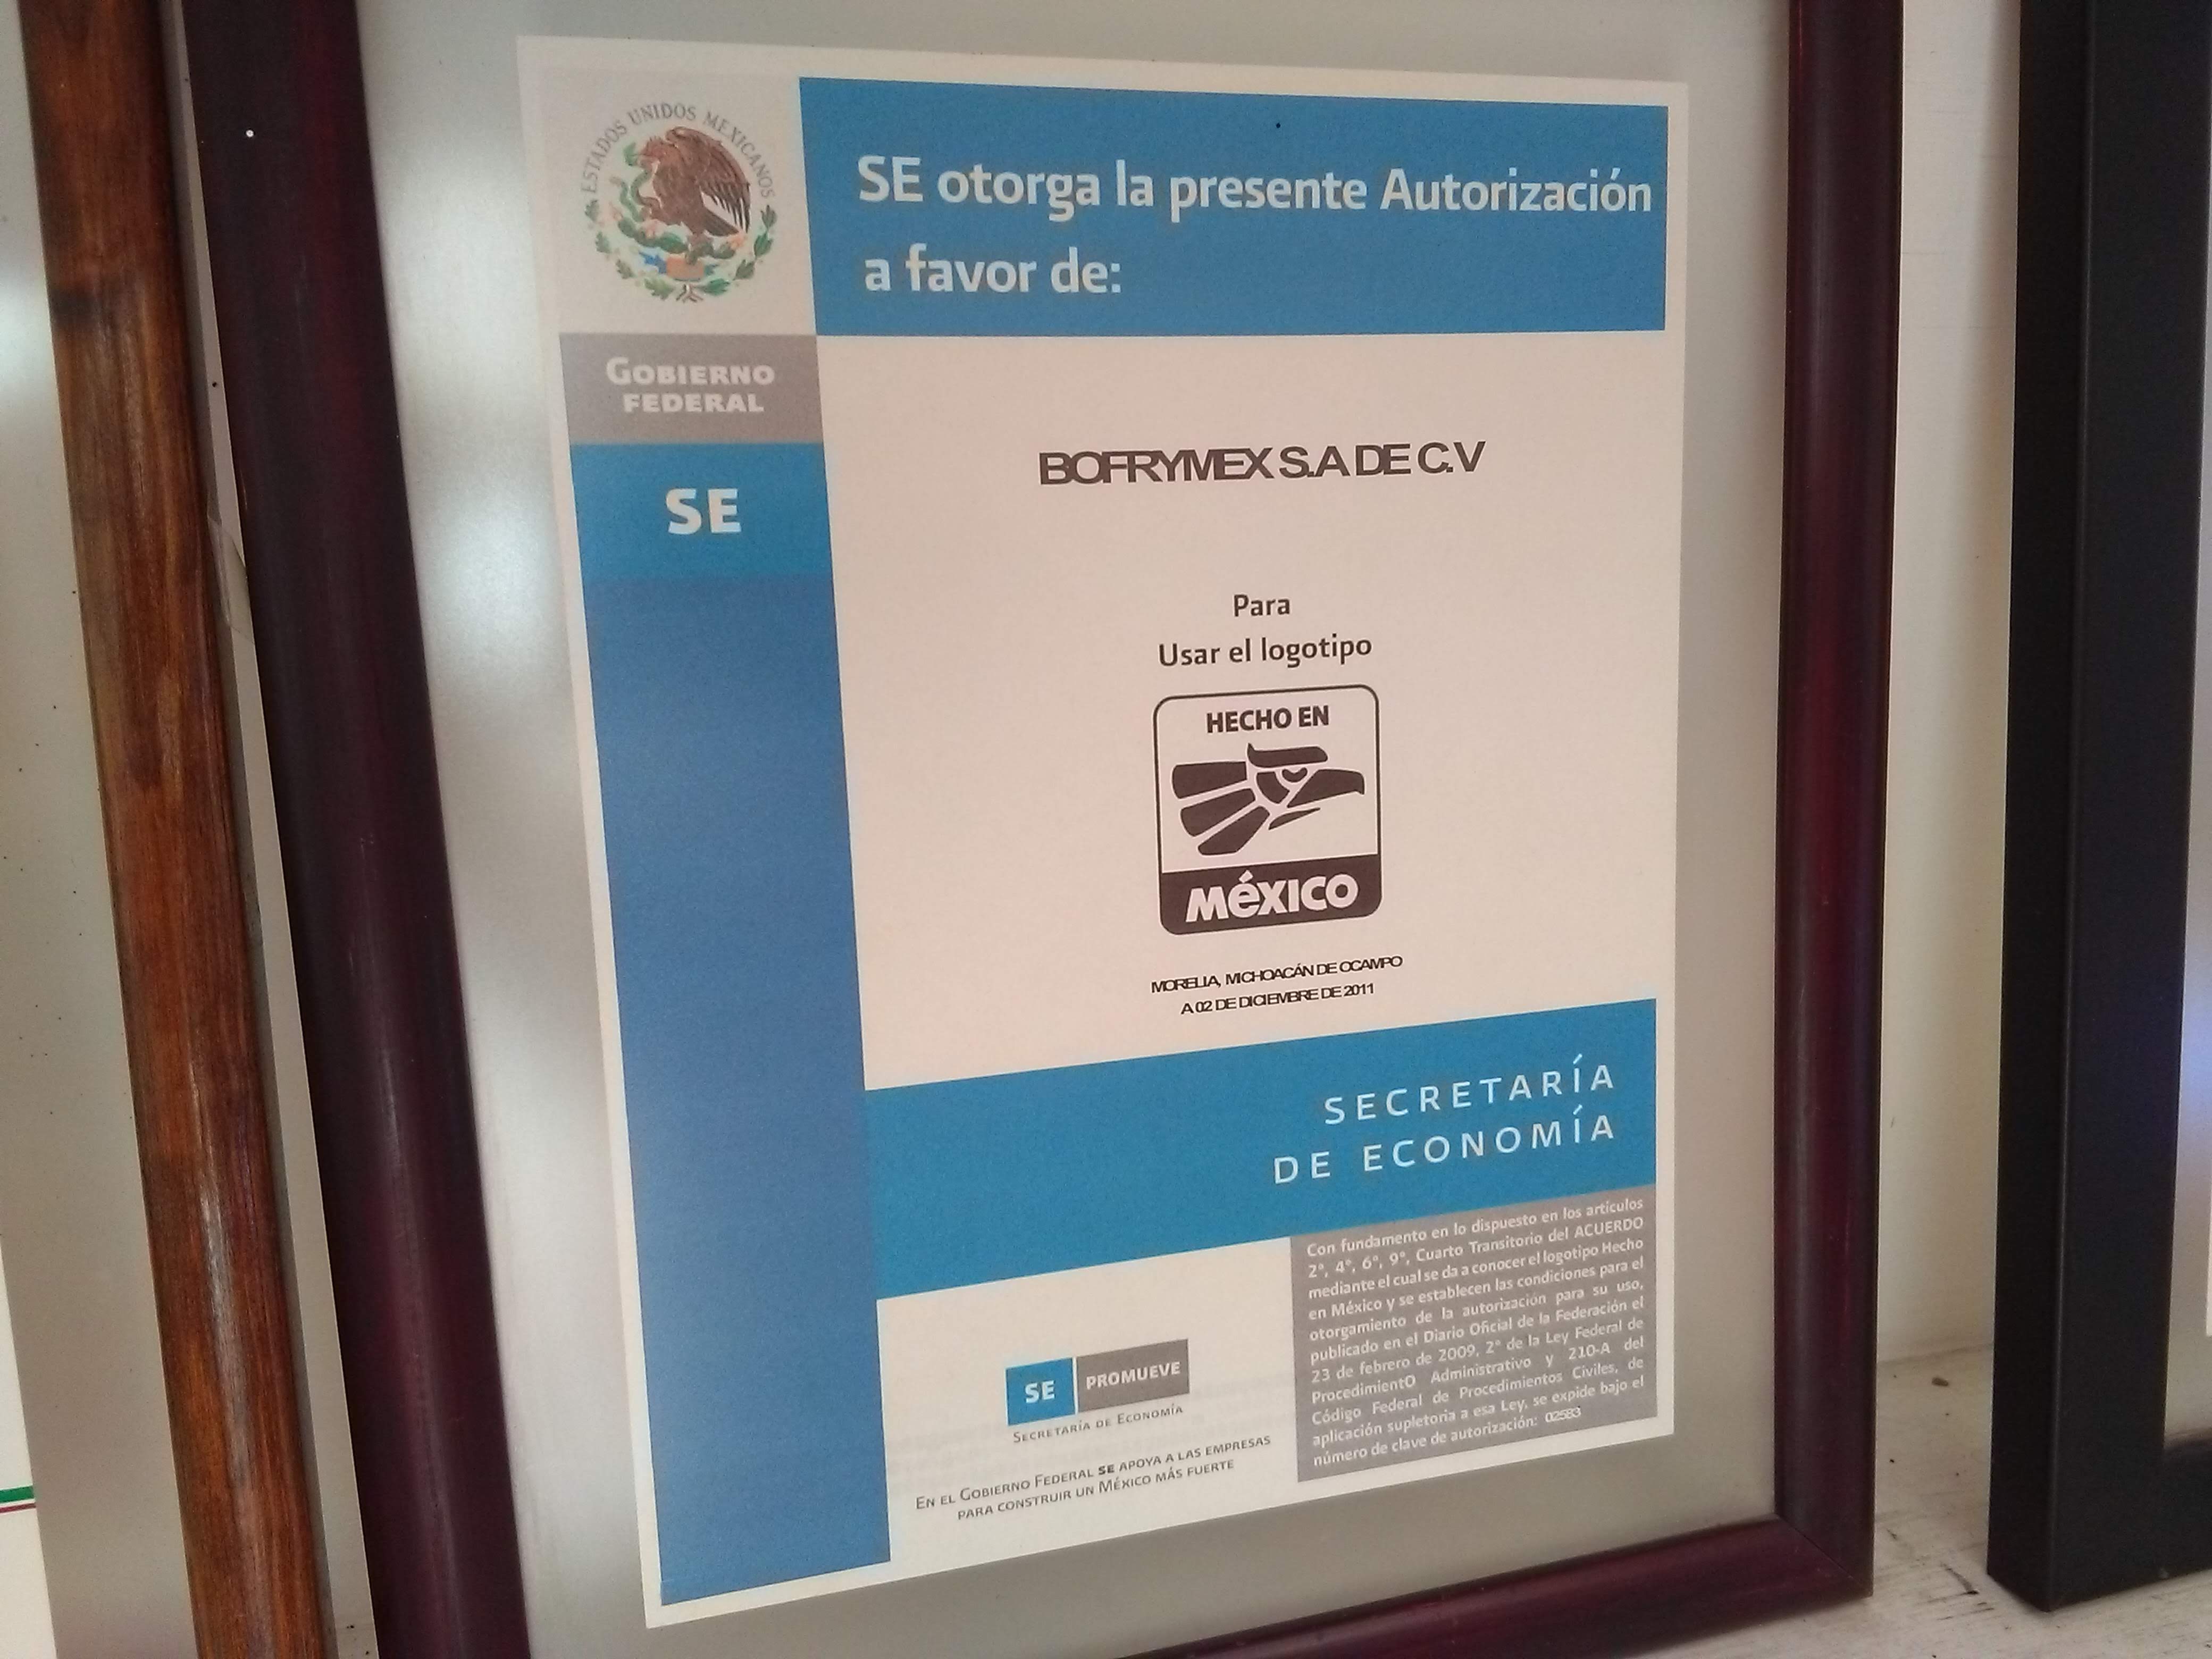 ESTADOS UNIDOS MEXICANOS
SE otorga la presente Autorización
a favor de:
GOBIERNO
FEDERAL
SE
BOFRYMEX S.A DE C.V
Para
Usar el logotipo
HECHO EN
MéXICO
MORELIA, MICHOACÁN DE OCAMPO
A 02 DE DICIEMBRE DE 2011
SECRETARÍA
DE ECONOMÍA
Con fundamento en lo dispuesto en los artículos
2°, 4°, 6°, 9°, Cuarto Transitorio del ACUERDO
mediante el cual se da a conocer el logotipo Hecho
en México y se establecen las condiciones para el
otorgamiento de la autorización para su uso,
publicado en el Diario Oficial de la Federación el
23 de febrero de 2009, 2° de la Ley Federal de
ProcedimientO Administrativo y 210-A del
Código Federal de Procedimientos Civiles, de
aplicación supletoria a esa Ley, se expide bajo el
número de clave de autorización: 02583
SE PROMUEVE
SECRETARÍA DE ECONOMÍA
EN EL GOBIERNO FEDERAL SE APOYA A LAS EMPRESAS
PARA CONSTRUIR UN MÉXICO MÁS FUERTE